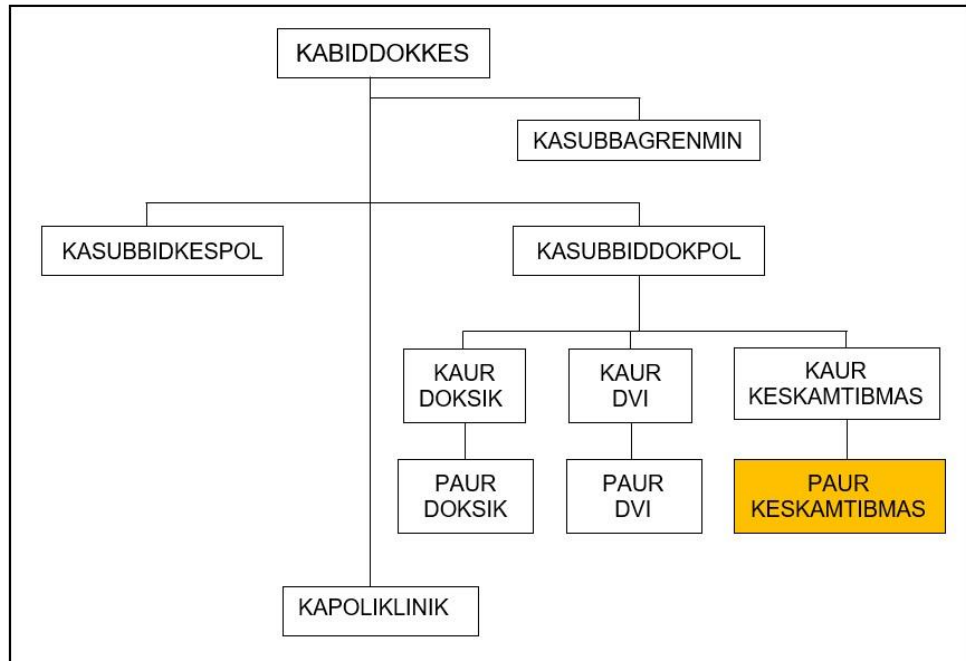 KABIDDOKKES
KASUBBAGRENMIN
KASUBBIDKESPOL
KASUBBIDDOKPOL
KAUR
DOKSIK
KAUR
DVI
KAUR
KESKAMTIBMAS
PAUR
DOKSIK
PAUR
DVI
PAUR
KESKAMTIBMAS
KAPOLIKLINIK